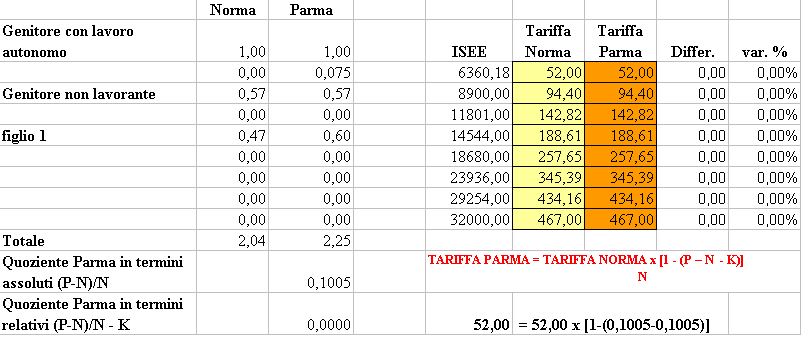 Norma Parma
Genitore con lavoro Tariffa Tariffa
autonomo 1,00 1,00 ISEE Norma Parma Differ. var. %
0,00 0,075 6360,18 52,00 52,00 0,00 0,00%
Genitore non lavorante 0,57 0,57 8900,00 94,40 94,40 0,00 0,00%
0,00 0,00 11801,00 142,82 142,82 0,00 0,00%
figlio 1 0,47 0,60 14544,00 188,61 188,61 0,00 0,00%
0,00 0,00 18680,00 257,65 257,65 0,00 0,00%
0,00 0,00 23936,00 345,39 345,39 0,00 0,00%
0,00 0,00 29254,00 434,16 434,16 0,00 0,00%
0,00 0,00 32000,00 467,00 467,00 0,00 0,00%
Totale 2,04 2,25
Quoziente Parma in termini TARIFFA PARMA = TARIFFA NORMA x [1 - (P – N - K)]
assoluti (P-N)/N 0,1005 N
Quoziente Parma in termini
relativi (P-N)/N - K 0,0000 52,00 = 52,00 x [1-(0,1005-0,1005)]